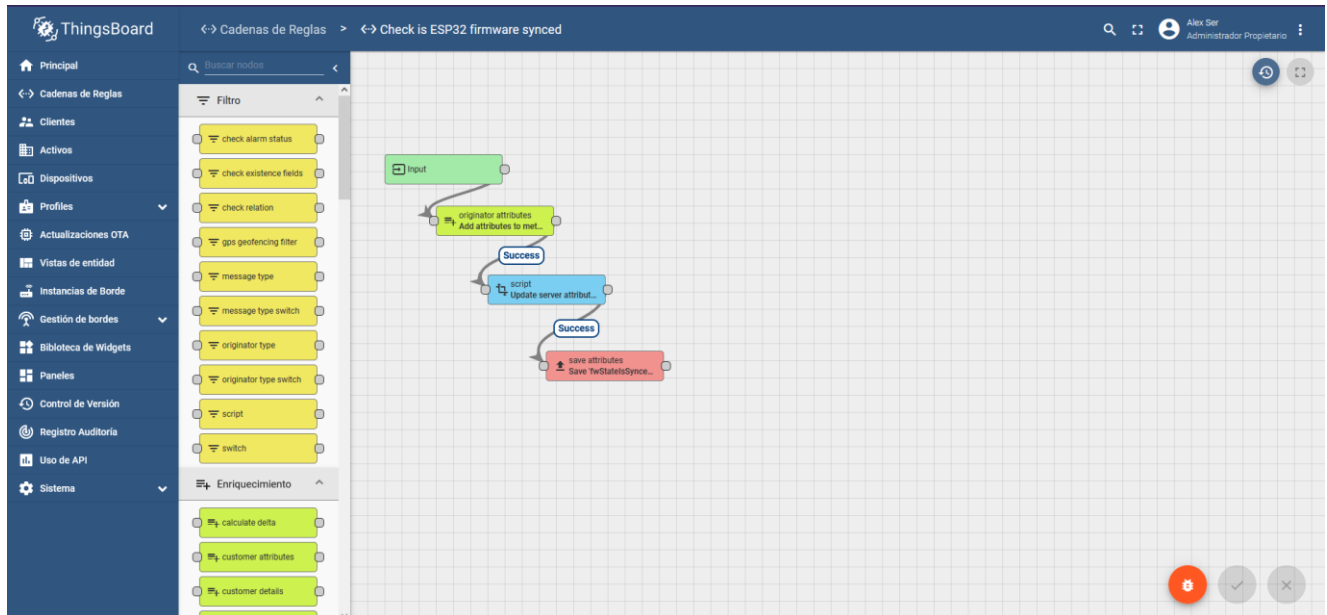 ThingsBoard
Cadenas de Reglas > Check is ESP32 firmware synced
Alex Ser
Administrador Propietario
Principal
Cadenas de Reglas
Clientes
Activos
Dispositivos
Profiles
Actualizaciones OTA
Vistas de entidad
Instancias de Borde
Gestión de bordes
Bibloteca de Widgets
Paneles
Control de Versión
Registro Auditoría
Uso de API
Sistema
Buscar nodos
Filtro
check alarm status
check existence fields
check relation
gps geofencing filter
message type
message type switch
originator type
originator type switch
script
switch
Enriquecimiento
calculate delta
customer attributes
customer details
Input
originator attributes
Add attributes to met...
Success
script
Update server attribut...
Success
save attributes
Save 'fwStateIsSynce...